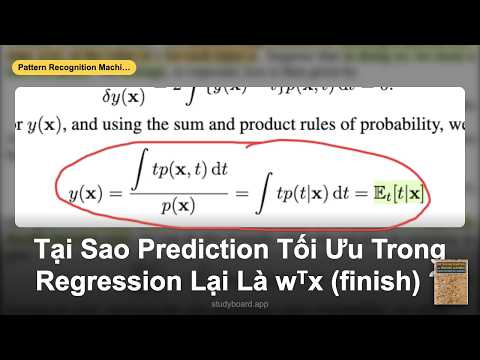 Pattern Recognition Machi...
δy(x)
or y(x), and using the sum and product rules of probability, we
y(x) = ∫ tp(x, t) dt / p(x) = ∫ tp(t|x) dt = 𝔼ₜ[t|x]
Tại Sao Prediction Tối Ưu Trong
Regression Lại Là wᵀx (finish)
studyboard.app